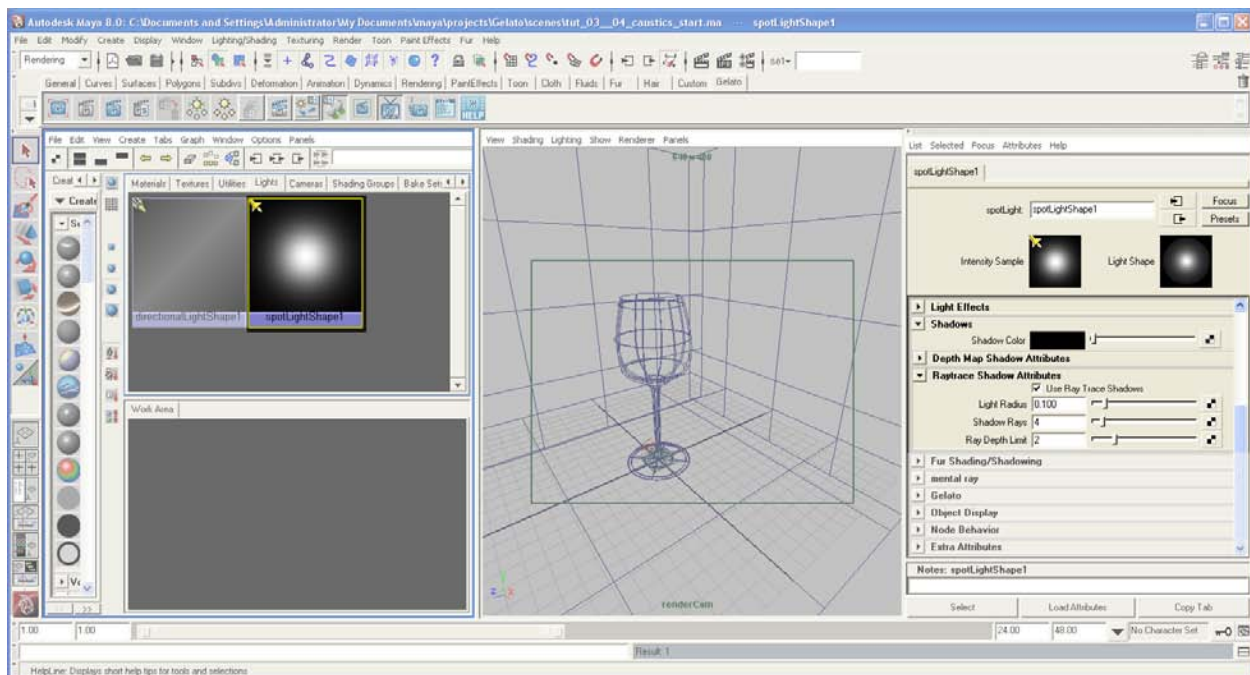 Autodesk Maya 8.0: C:\Documents and Settings\Administrator\My Documents\maya\projects\Gelato\scenes\tut_03__04_caustics_start.ma --- spotLightShape1
File Edit Modify Create Display Window Lighting/Shading Texturing Render Toon Paint Effects Fur Help
Rendering
sel-
General Curves Surfaces Polygons Subdivs Deformation Animation Dynamics Rendering PaintEffects Toon Cloth Fluids Fur Hair Custom Gelato
HELP
File Edit View Create Tabs Graph Window Options Panels
Creat
Create
Materials Textures Utilities Lights Cameras Shading Groups Bake Set
directionalLightShape1 spotLightShape1
Work Area
View Shading Lighting Show Renderer Panels
renderCam
List Selected Focus Attributes Help
spotLightShape1
spotLight: spotLightShape1
Focus
Presets
Intensity Sample Light Shape
Light Effects
Shadows
Shadow Color
Depth Map Shadow Attributes
Raytrace Shadow Attributes
Use Ray Trace Shadows
Light Radius 0.100
Shadow Rays 4
Ray Depth Limit 2
Fur Shading/Shadowing
mental ray
Gelato
Object Display
Node Behavior
Extra Attributes
Notes: spotLightShape1
Select Load Attributes Copy Tab
1.00 1.00 24.00 48.00 No Character Set
Result: 1
HelpLine: Displays short help tips for tools and selections